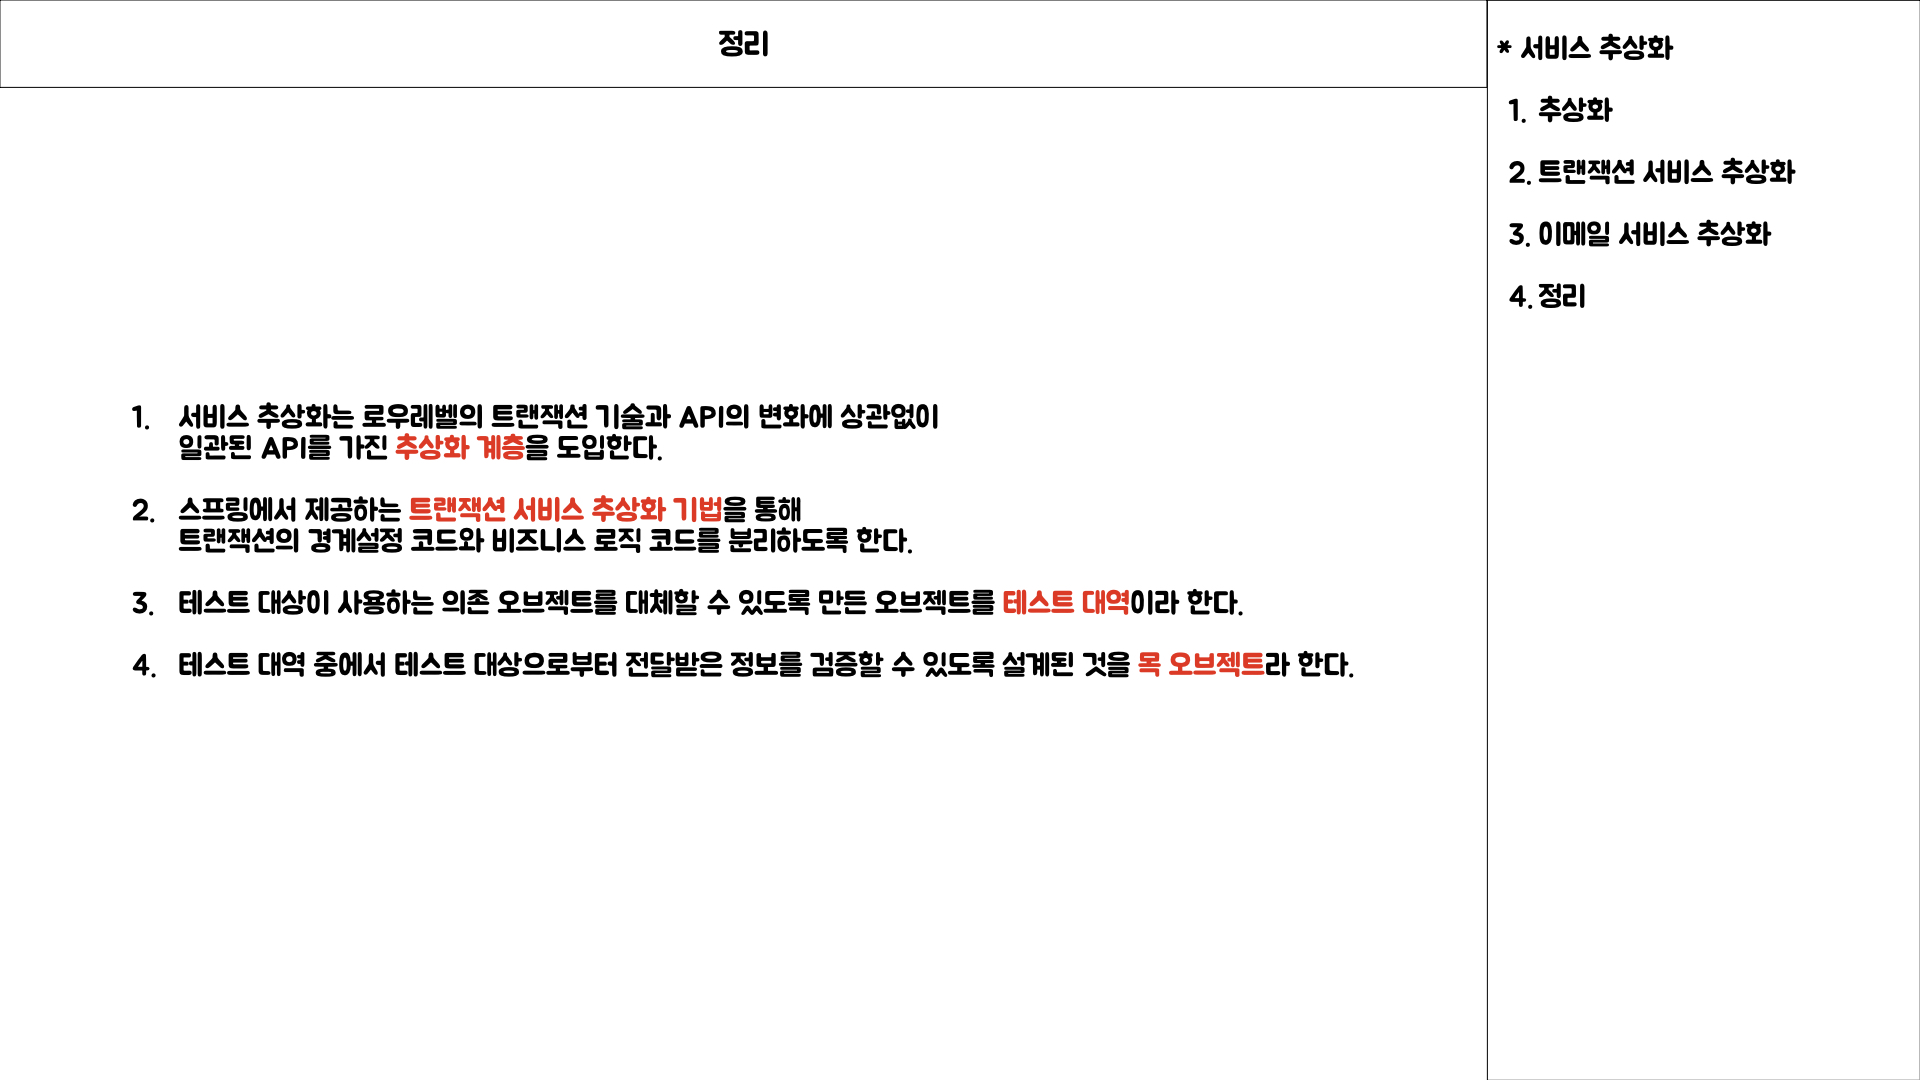 정리
1. 서비스 추상화는 로우레벨의 트랜잭션 기술과 API의 변화에 상관없이
일관된 API를 가진 추상화 계층을 도입한다.
2. 스프링에서 제공하는 트랜잭션 서비스 추상화 기법을 통해
트랜잭션의 경계설정 코드와 비즈니스 로직 코드를 분리하도록 한다.
3. 테스트 대상이 사용하는 의존 오브젝트를 대체할 수 있도록 만든 오브젝트를 테스트 대역이라 한다.
4. 테스트 대역 중에서 테스트 대상으로부터 전달받은 정보를 검증할 수 있도록 설계된 것을 목 오브젝트라 한다.
* 서비스 추상화
1. 추상화
2. 트랜잭션 서비스 추상화
3. 이메일 서비스 추상화
4. 정리